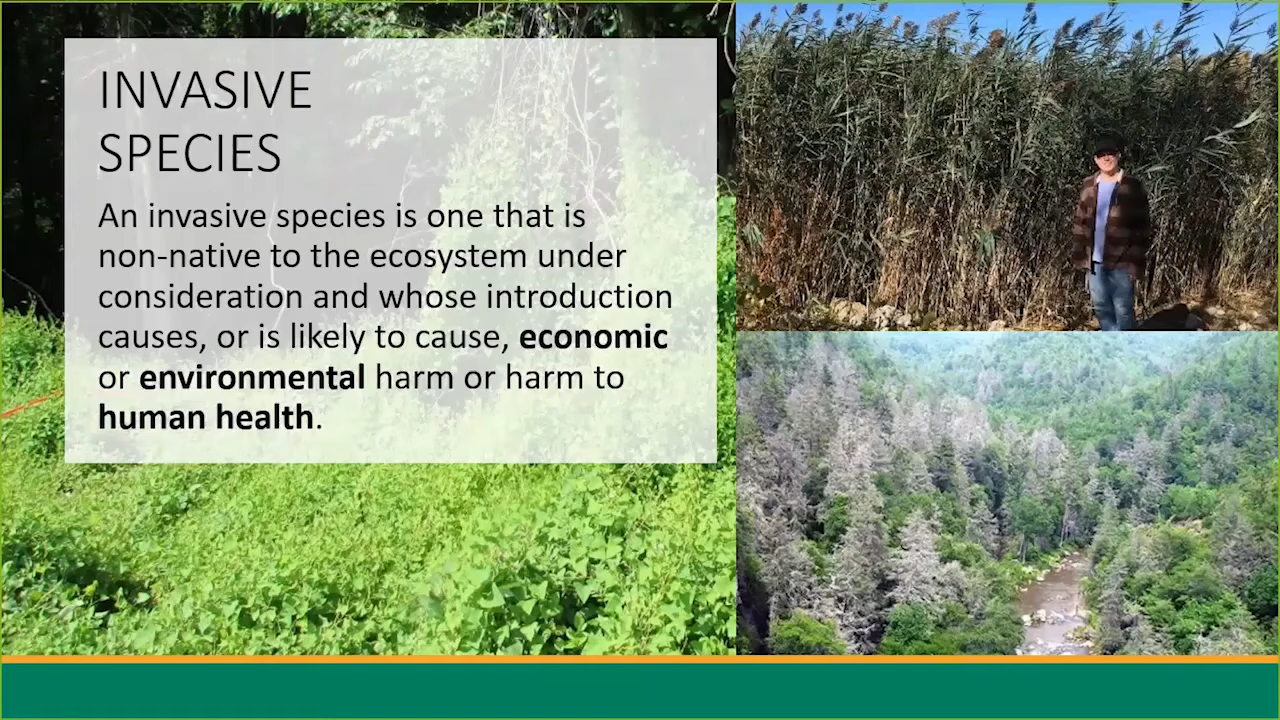 INVASIVE
SPECIES
An invasive species is one that is
non-native to the ecosystem under
consideration and whose introduction
causes, or is likely to cause, economic
or environmental harm or harm to
human health.